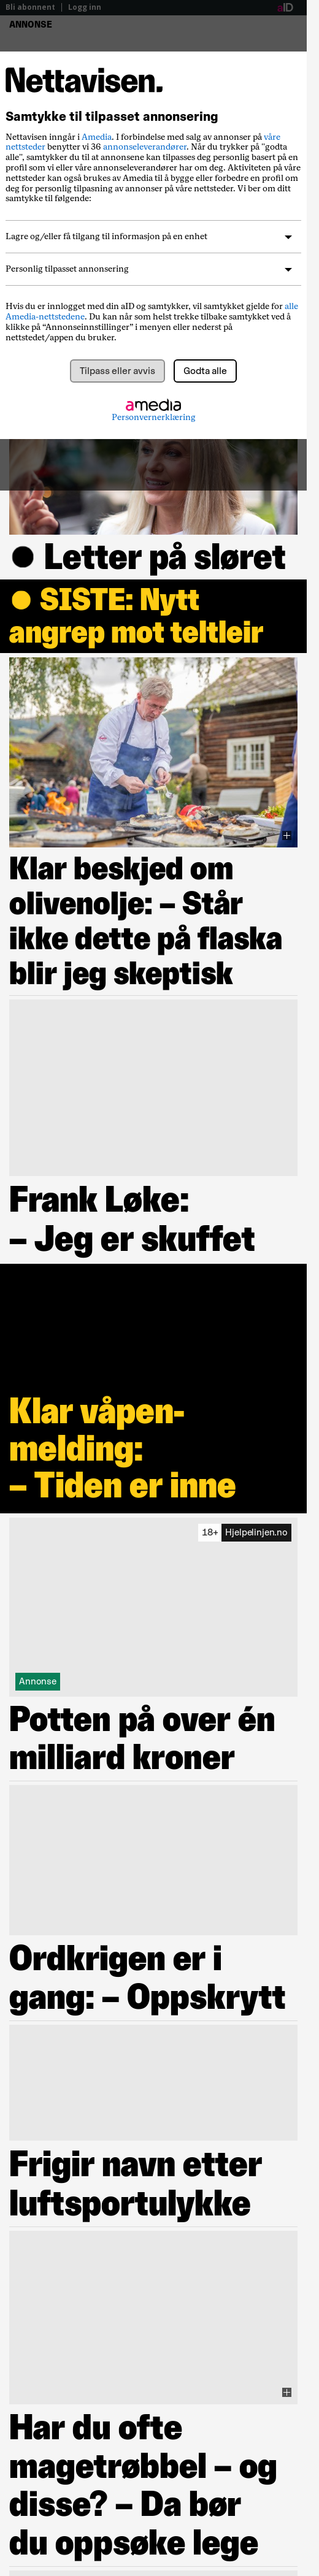 Bli abonnent | Logg inn
aID
ANNONSE
Nettavisen.
Samtykke til tilpasset annonsering
Nettavisen inngår i Amedia. I forbindelse med salg av annonser på våre
nettsteder benytter vi 36 annonseleverandører. Når du trykker på "godta
alle", samtykker du til at annonsene kan tilpasses deg personlig basert på en
profil som vi eller våre annonseleverandører har om deg. Aktiviteten på våre
nettsteder kan også brukes av Amedia til å bygge eller forbedre en profil om
deg for personlig tilpasning av annonser på våre nettsteder. Vi ber om ditt
samtykke til følgende:
Lagre og/eller få tilgang til informasjon på en enhet
Personlig tilpasset annonsering
Hvis du er innlogget med din aID og samtykker, vil samtykket gjelde for alle
Amedia-nettstedene. Du kan når som helst trekke tilbake samtykket ved å
klikke på “Annonseinnstillinger” i menyen eller nederst på
nettstedet/appen du bruker.
Tilpass eller avvis
Godta alle
amedia
Personvernerklæring
● Letter på sløret
● SISTE: Nytt
angrep mot teltleir
Klar beskjed om
olivenolje: – Står
ikke dette på flaska
blir jeg skeptisk
Frank Løke:
– Jeg er skuffet
Klar våpen-
melding:
– Tiden er inne
18+ Hjelpelinjen.no
Annonse
Potten på over én
milliard kroner
Ordkrigen er i
gang: – Oppskrytt
Frigir navn etter
luftsportulykke
Har du ofte
magetrøbbel – og
disse? – Da bør
du oppsøke lege